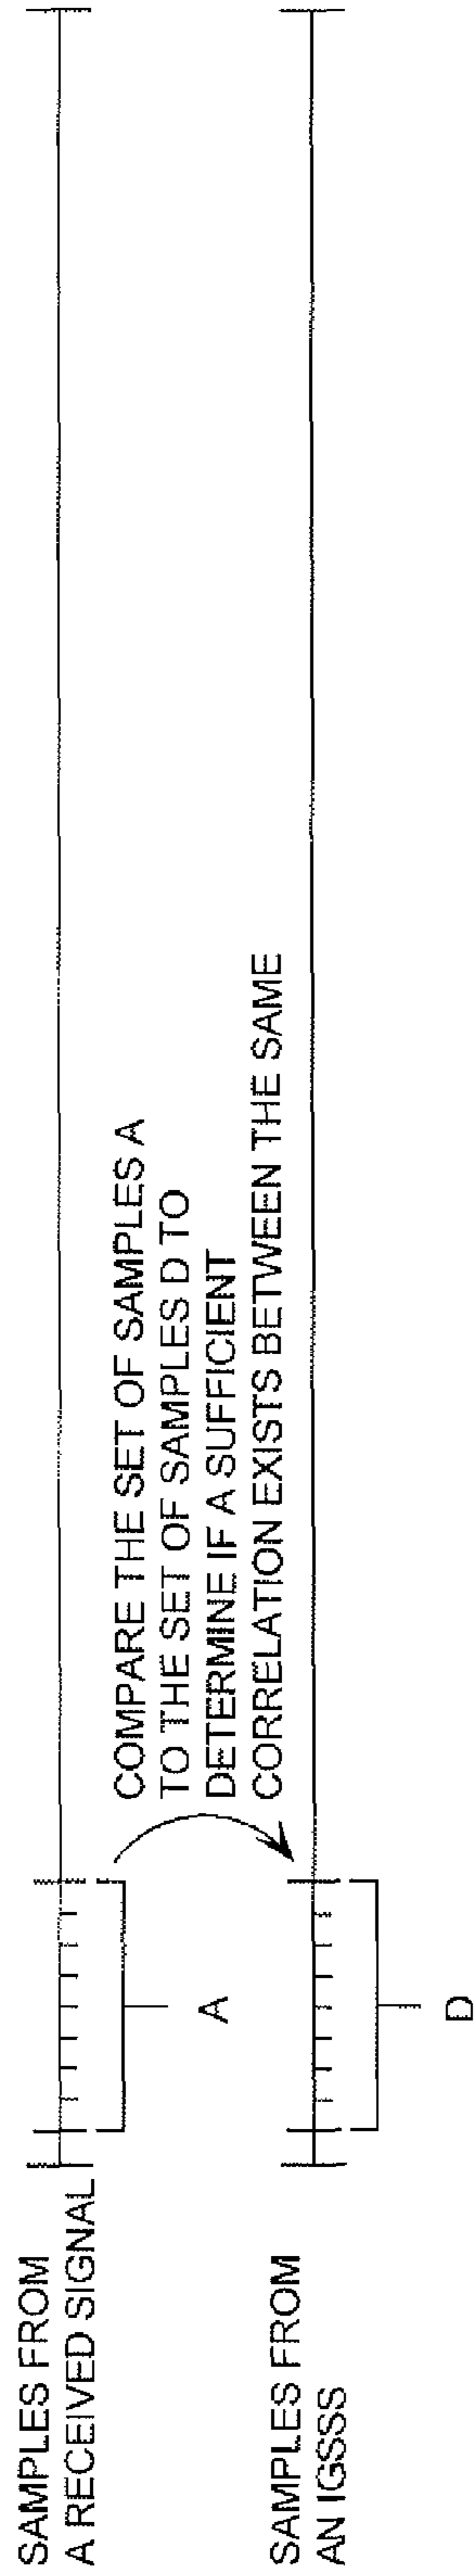 SAMPLES FROM
A RECEIVED SIGNAL
A
COMPARE THE SET OF SAMPLES A
TO THE SET OF SAMPLES D TO
DETERMINE IF A SUFFICIENT
CORRELATION EXISTS BETWEEN THE SAME
SAMPLES FROM
AN IGSSS
D